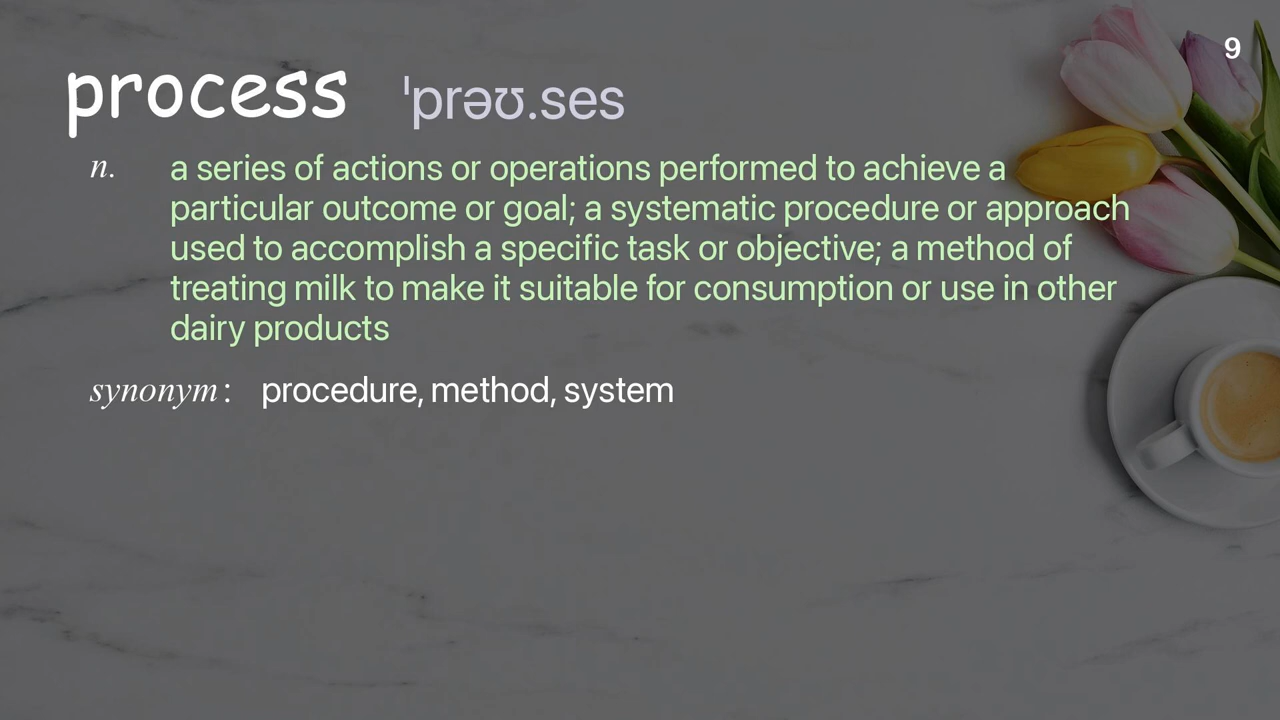 9
process ˈprəʊ.ses
n. a series of actions or operations performed to achieve a
particular outcome or goal; a systematic procedure or approach
used to accomplish a specific task or objective; a method of
treating milk to make it suitable for consumption or use in other
dairy products
synonym: procedure, method, system